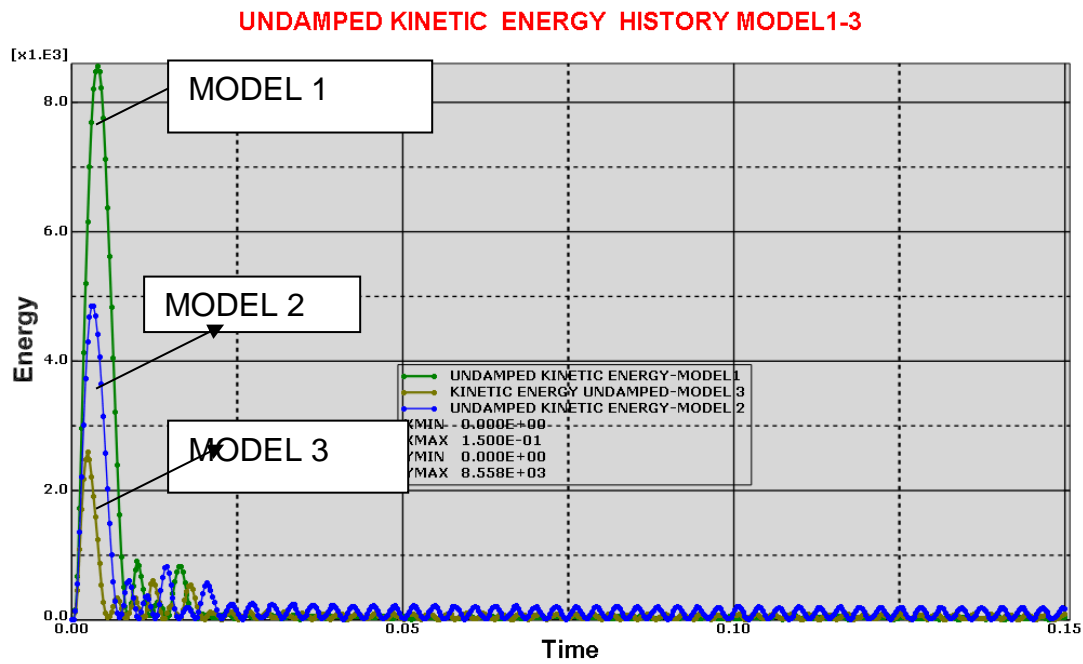 UNDAMPED KINETIC ENERGY HISTORY MODEL1-3
[x1.E3]
8.0
6.0
4.0
2.0
0.0
Energy
MODEL 1
MODEL 2
MODEL 3
UNDAMPED KINETIC ENERGY-MODEL1
KINETIC ENERGY UNDAMPED-MODEL 3
UNDAMPED KINETIC ENERGY-MODEL 2
XMIN 0.000E+00
XMAX 1.500E-01
YMIN 0.000E+00
YMAX 8.558E+03
0.00 0.05 0.10 0.15
Time